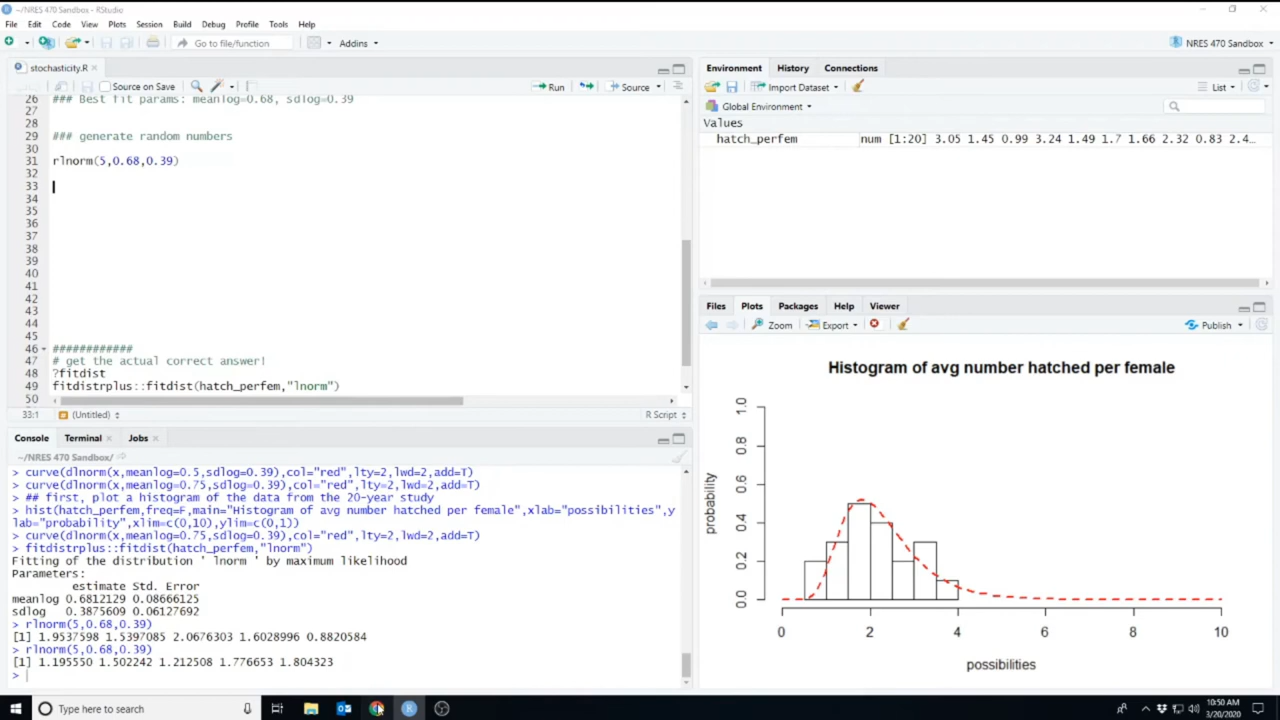 ~/NRES 470 Sandbox - RStudio
File Edit Code View Plots Session Build Debug Profile Tools Help
Go to file/function Addins NRES 470 Sandbox
stochasticity.R
Source on Save Run Source
26 ### Best fit params: meanlog=0.68, sdlog=0.39
27
28
29 ### generate random numbers
30
31 rlnorm(5,0.68,0.39)
32
33
34
35
36
37
38
39
40
41
42
43
44
45
46 ############
47 # get the actual correct answer!
48 ?fitdist
49 fitdistrplus::fitdist(hatch_perfem,"lnorm")
50
33:1 (Untitled) R Script
Console Terminal Jobs
~/NRES 470 Sandbox/
> curve(dlnorm(x,meanlog=0.5,sdlog=0.39),col="red",lty=2,lwd=2,add=T)
> curve(dlnorm(x,meanlog=0.75,sdlog=0.39),col="red",lty=2,lwd=2,add=T)
> ## first, plot a histogram of the data from the 20-year study
> hist(hatch_perfem,freq=F,main="Histogram of avg number hatched per female",xlab="possibilities",y
lab="probability",xlim=c(0,10),ylim=c(0,1))
> curve(dlnorm(x,meanlog=0.75,sdlog=0.39),col="red",lty=2,lwd=2,add=T)
> fitdistrplus::fitdist(hatch_perfem,"lnorm")
Fitting of the distribution ' lnorm ' by maximum likelihood
Parameters:
estimate Std. Error
meanlog 0.6812129 0.08666125
sdlog 0.3875609 0.06127692
> rlnorm(5,0.68,0.39)
[1] 1.9537598 1.5397085 2.0676303 1.6028996 0.8820584
> rlnorm(5,0.68,0.39)
[1] 1.195550 1.502242 1.212508 1.776653 1.804323
>
Environment History Connections
Import Dataset List
Global Environment
Values
hatch_perfem num [1:20] 3.05 1.45 0.99 3.24 1.49 1.7 1.66 2.32 0.83 2.4…
Files Plots Packages Help Viewer
Zoom Export Publish
Histogram of avg number hatched per female
1.0
0.8
0.6
0.4
0.2
0.0
probability
0 2 4 6 8 10
possibilities
Type here to search
10:50 AM
3/20/2020